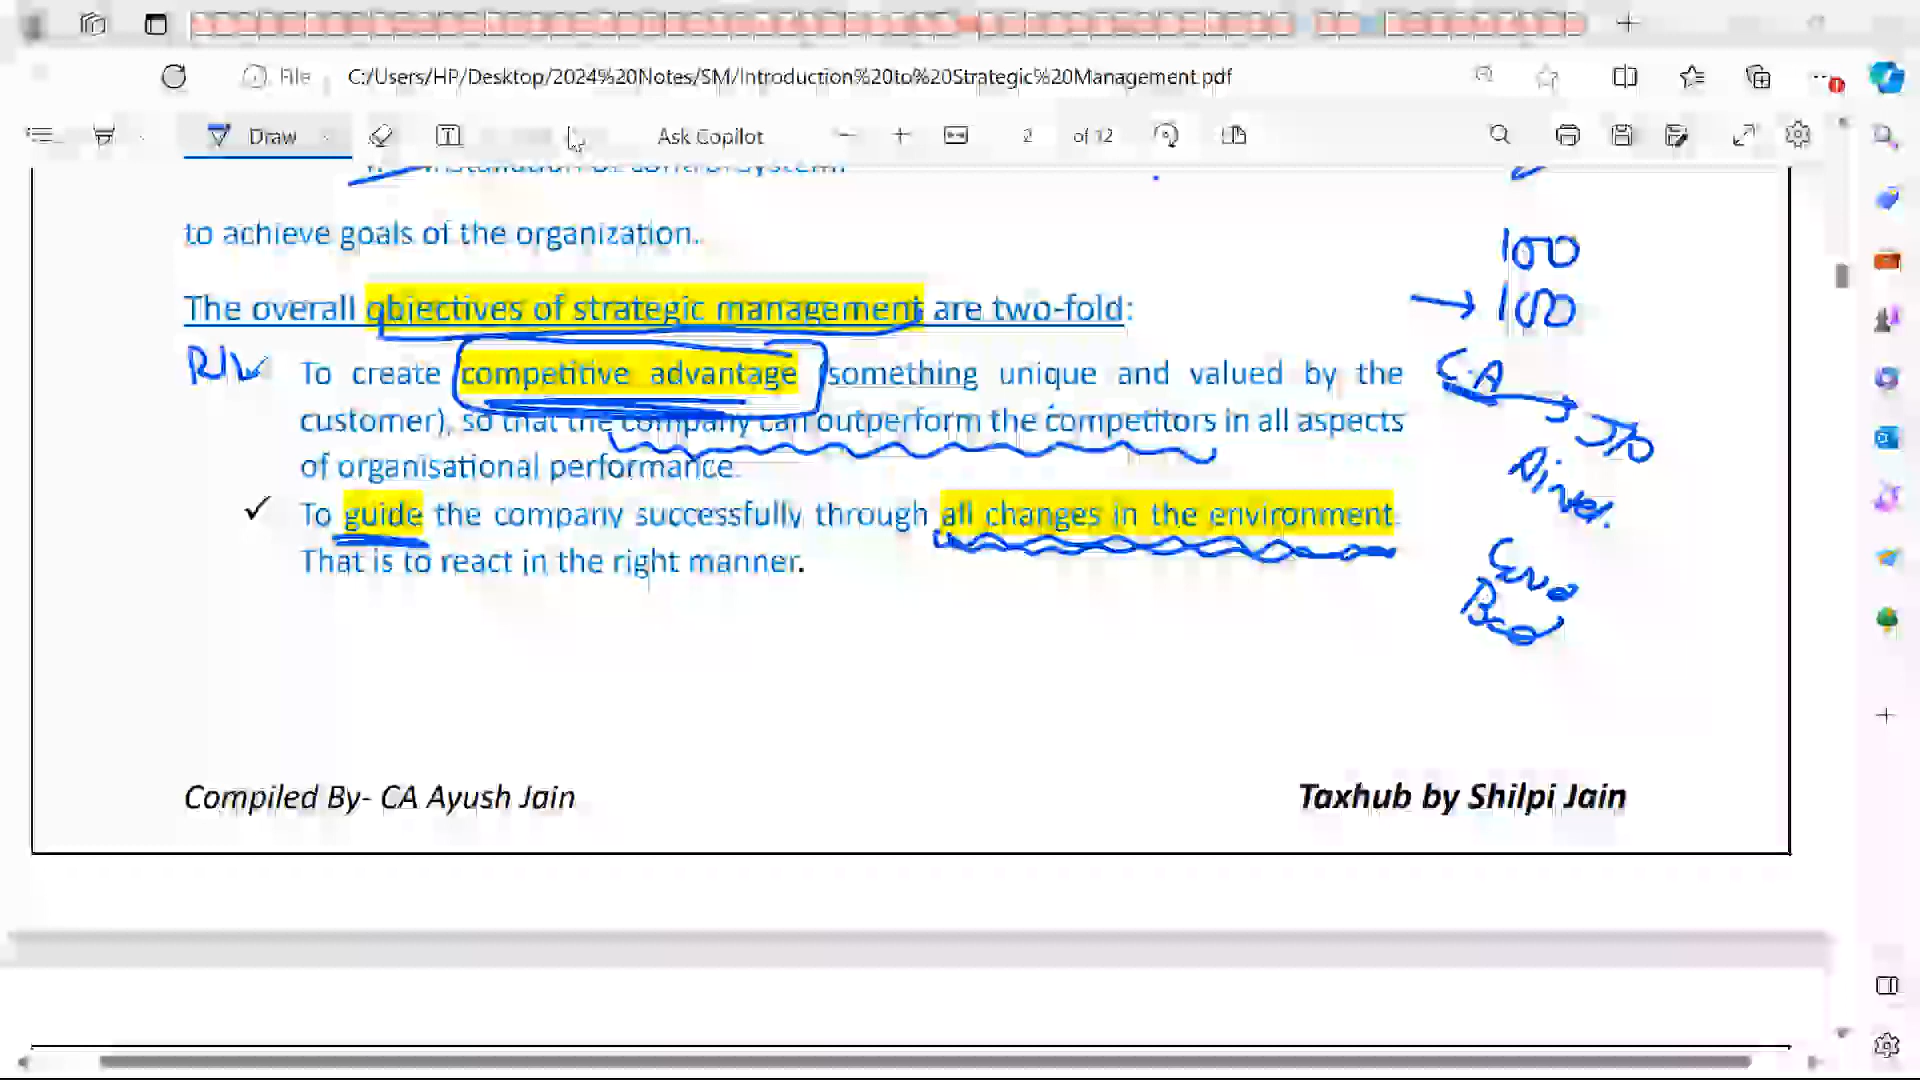 File C:/Users/HP/Desktop/2024%20Notes/SM/Introduction%20to%20Strategic%20Management.pdf
Draw Ask Copilot 2 of 12
to achieve goals of the organization.
100
The overall objectives of strategic management are two-fold:
100
To create competitive advantage (something unique and valued by the
C.A
customer), so that the company can outperform the competitors in all aspects
of organisational performance.
✓ To guide the company successfully through all changes in the environment.
That is to react in the right manner.
Compiled By- CA Ayush Jain Taxhub by Shilpi Jain